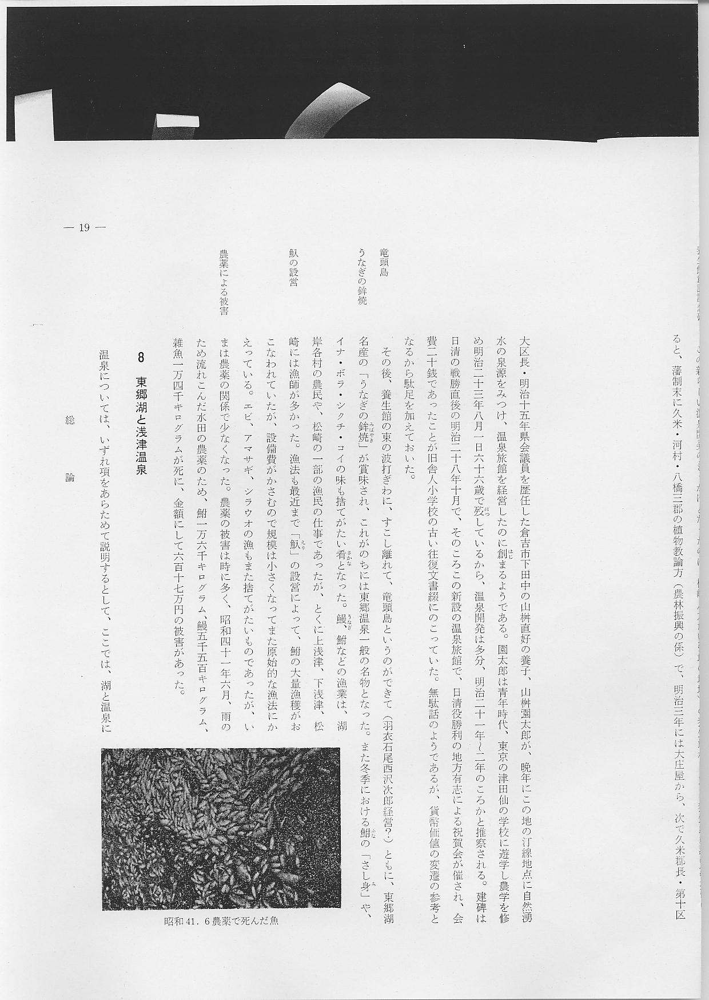 ると、藩制末に久米・河村・八橋三郡の植物教諭方（農林振興の係）で、明治三年には大庄屋から、次で久米郡長・第十区
大区長・明治十五年県会議員を歴任した倉吉市下田中の山桝直好の養子、山桝園太郎が、晩年にこの地の汀線地点に自然湧
水の泉源をみつけ、温泉旅館を経営したのに創まるようである。園太郎は青年時代、東京の津田仙の学校に遊学し農学を修
め明治二十三年八月一日六十六歳で歿しているから、温泉開発は多分、明治二十一年〜二年のころかと推察される。建碑は
日清の戦勝直後の明治二十八年十月で、そのころこの新設の温泉旅館で、日清役勝利の地方有志による祝賀会が催され、会
費二十銭であったことが旧舎人小学校の古い往復文書綴にのこっていた。無駄話のようであるが、貨幣価値の変遷の参考と
なるから駄足を加えておいた。
竜頭島
その後、養生館の東の波打ぎわに、すこし離れて、竜頭島というのができて（羽衣石尾西沢次郎経営？）ともに、東郷湖
うなぎの鉾焼
名産の「うなぎの鉾焼」が賞味され、これがのちには東郷温泉一般の名物となった。また冬季における鮒の「さし身」や、
イナ・ボラ・シクチ・コイの味も捨てがたい肴となった。鰻、鮒などの漁業は、湖
岸各村の農民や、松崎の一部の漁民の仕事であったが、とくに上浅津、下浅津、松
魞の設営
崎には漁師が多かった。漁法も最近まで「魞」の設営によって、鮒の大量漁穫がお
こなわれていたが、設備費がかさむので規模は小さくなってまた原始的な漁法にか
えっている。エビ、アマサギ、シラウオの漁もまた捨てがたいものであったが、い
農薬による被害
まは農薬の関係で少なくなった。農薬の被害は時に多く、昭和四十一年六月、雨の
ため流れこんだ水田の農薬のため、鮒一万六千キログラム、鰻五千五百キログラム、
雑魚一万四千キログラムが死に、金額にして六百十七万円の被害があった。
8 東郷湖と浅津温泉
温泉については、いずれ項をあらためて説明するとして、ここでは、湖と温泉に
昭和41.6農薬で死んだ魚
総論
— 19 —